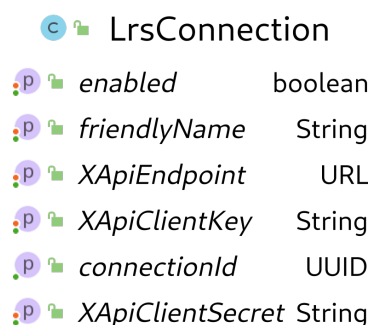 C LrsConnection
p enabled boolean
p friendlyName String
p XApiEndpoint URL
p XApiClientKey String
p connectionId UUID
p XApiClientSecret String